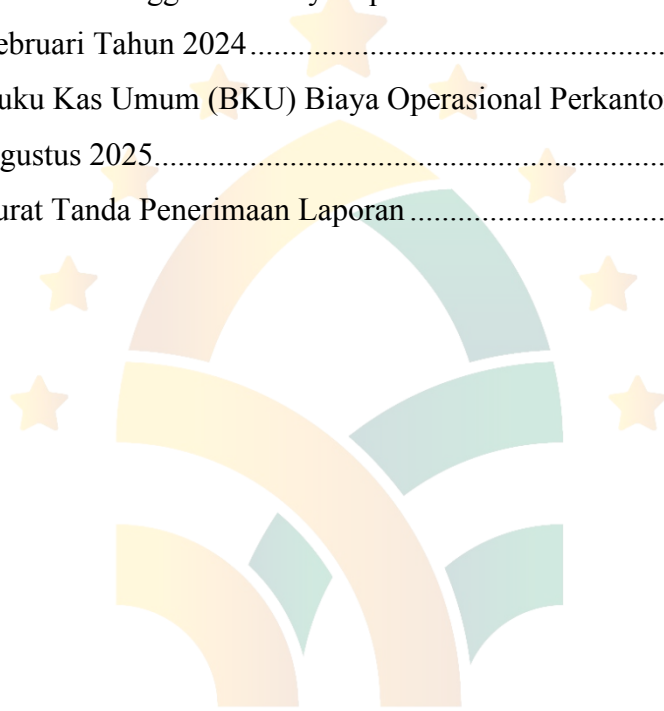 ebruari Tahun 2024
uku Kas Umum (BKU) Biaya Operasional Perkanto
gustus 2025
urat Tanda Penerimaan Laporan